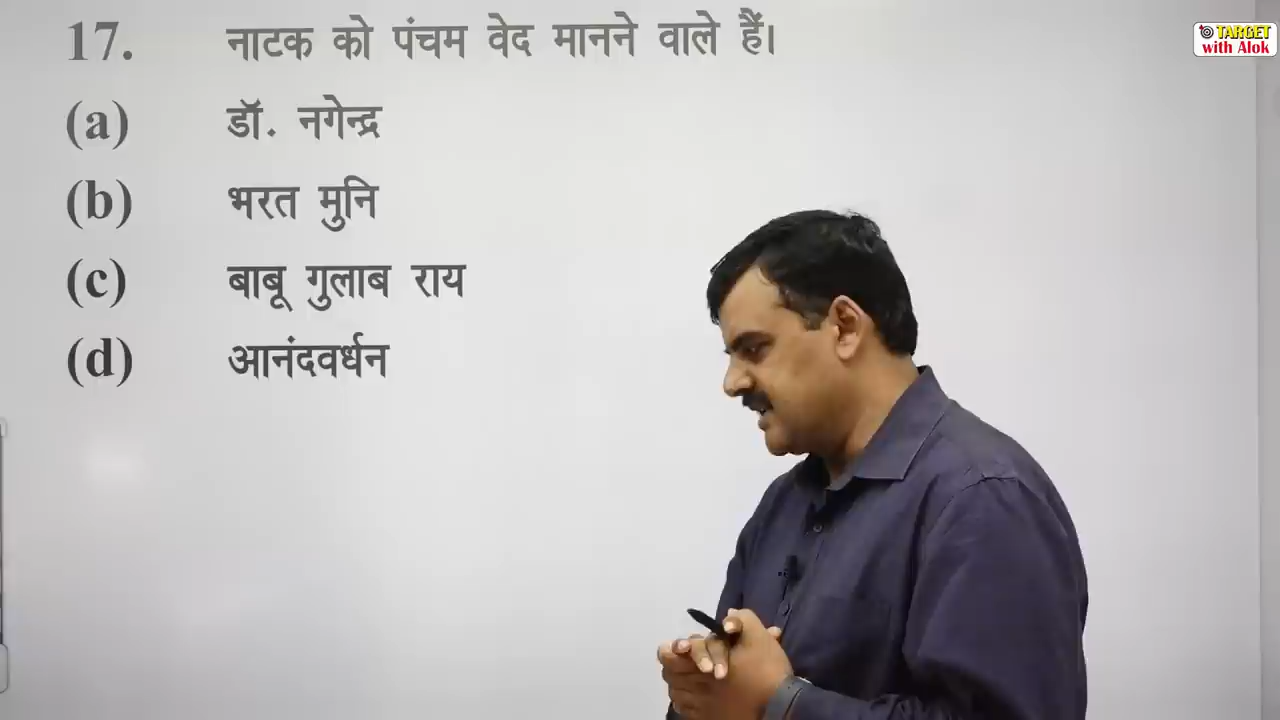 TARGET
with Alok
17. नाटक को पंचम वेद मानने वाले हैं।
(a) डॉ. नगेन्द्र
(b) भरत मुनि
(c) बाबू गुलाब राय
(d) आनंदवर्धन